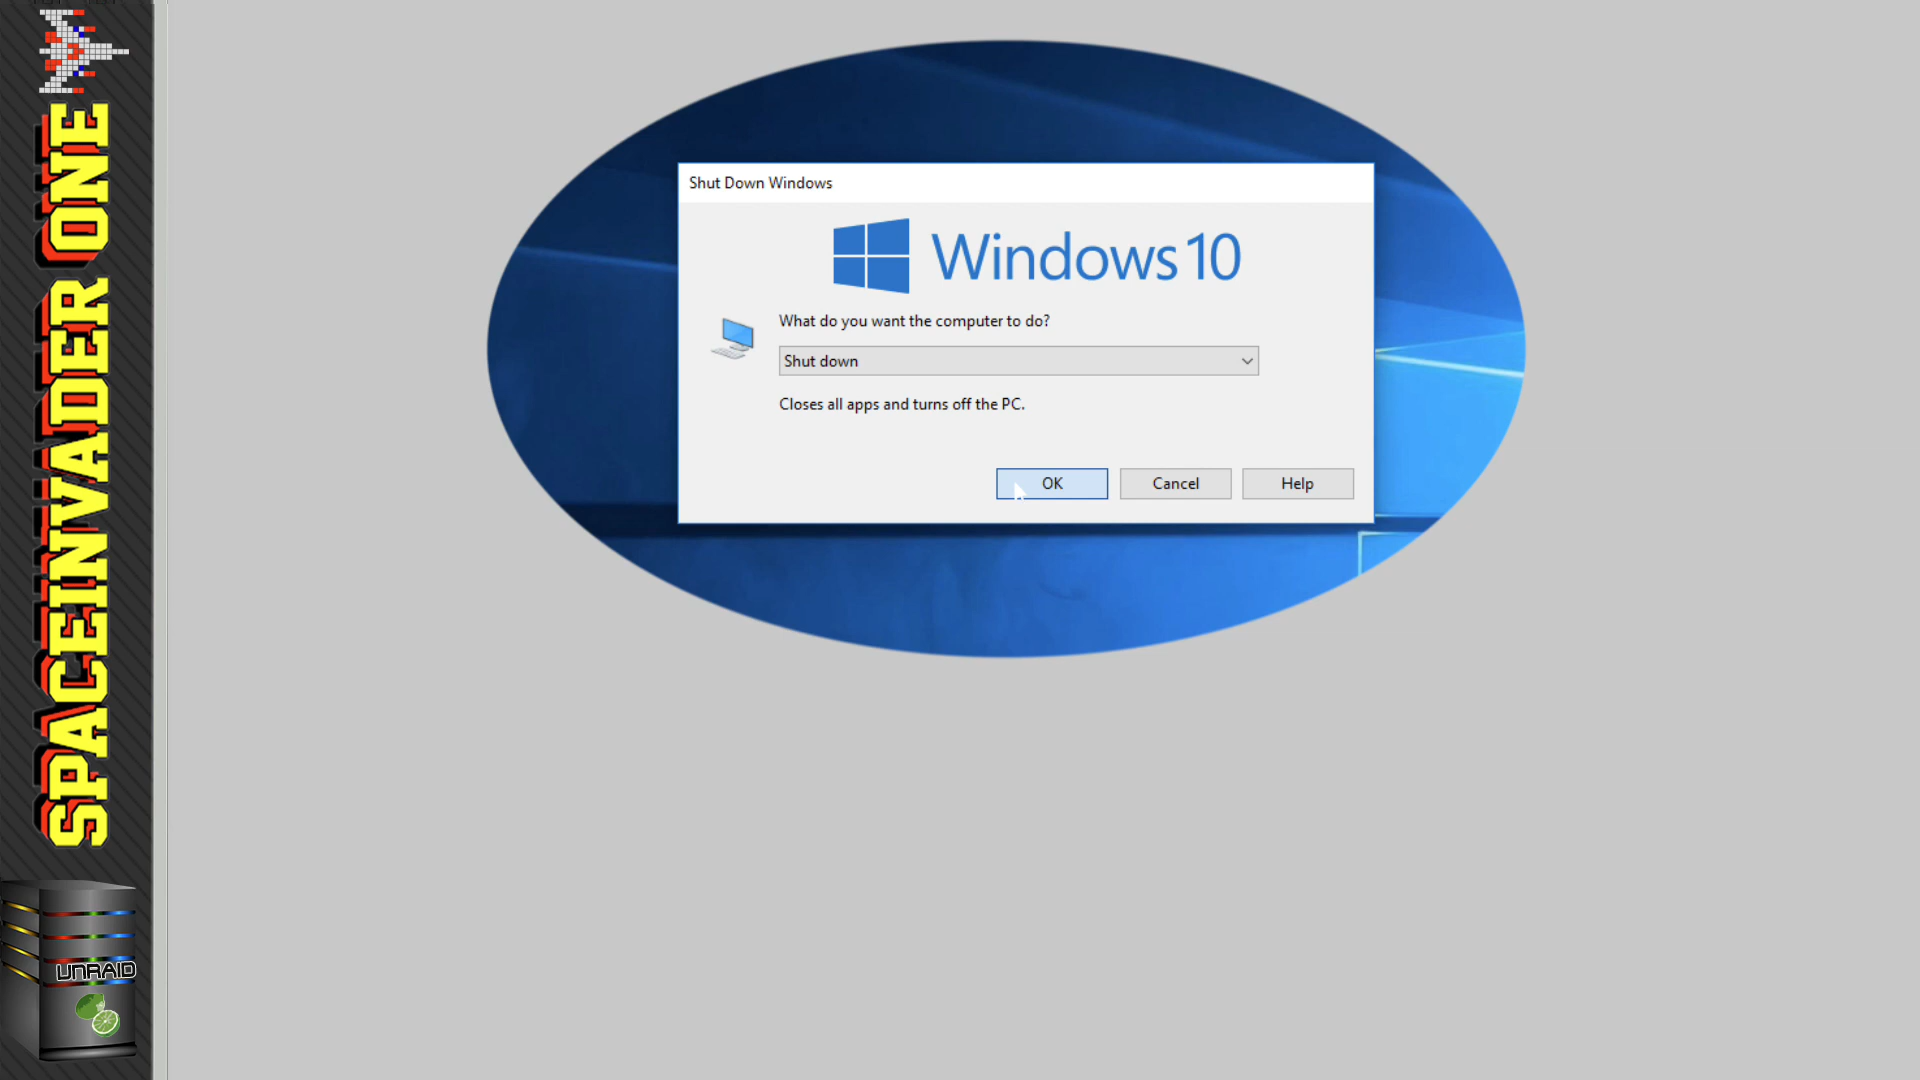 SPACEINVADER ONE
UNRAID
Shut Down Windows
Windows 10
What do you want the computer to do?
Shut down
Closes all apps and turns off the PC.
OK
Cancel
Help